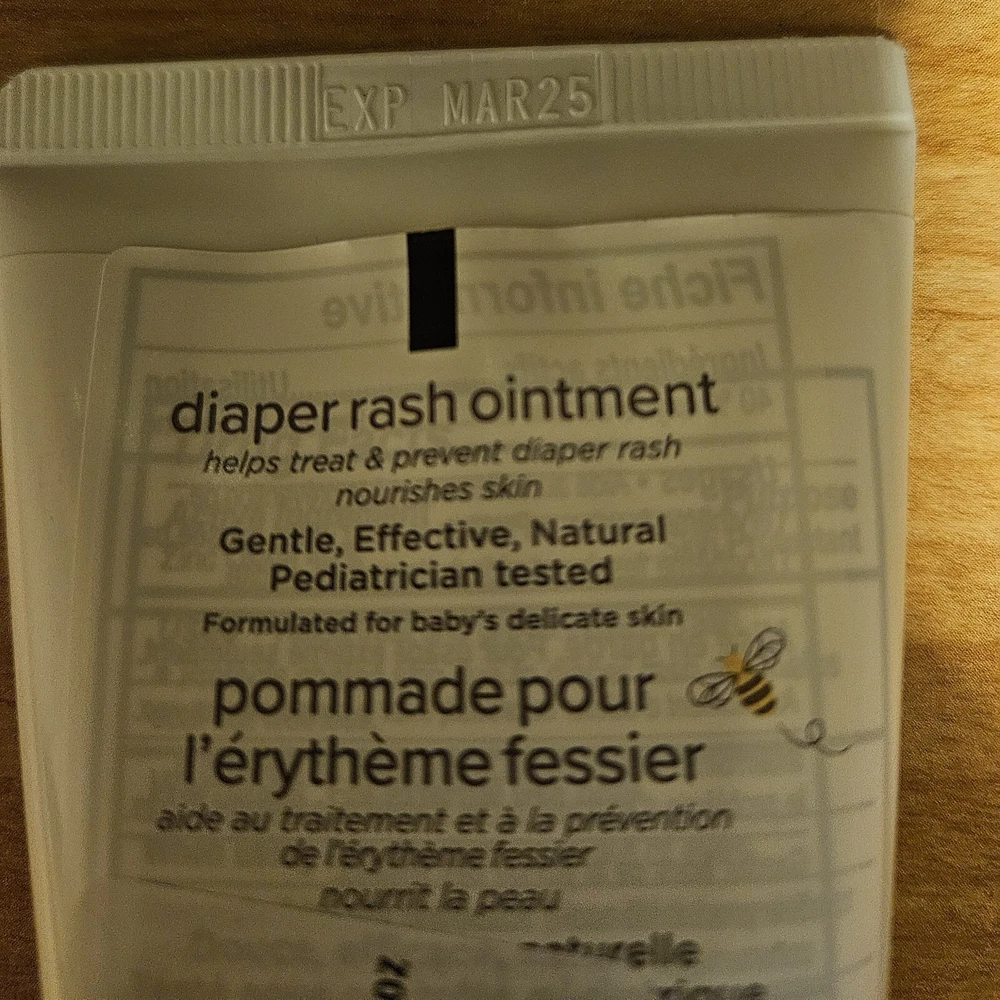 EXP MAR25
diaper rash ointment
helps treat & prevent diaper rash
nourishes skin
Gentle, Effective, Natural
Pediatrician tested
Formulated for baby's delicate skin
pommade pour
l'érythème fessier
aide au traitement et à la prévention
de l'érythème fessier
nourrit la peau
naturelle
20